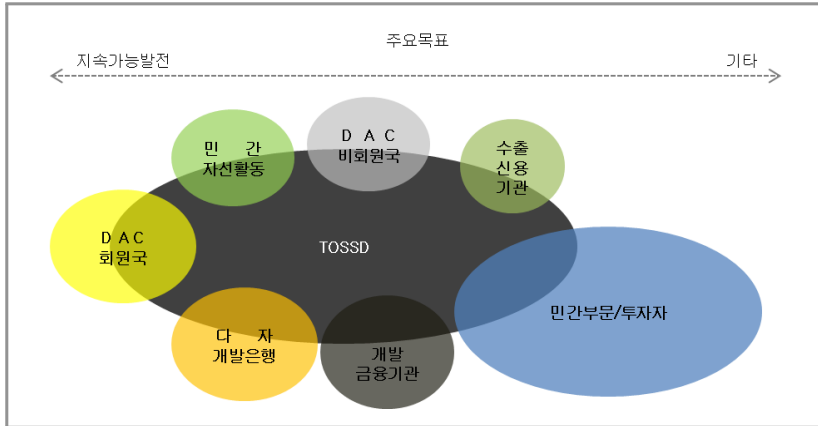 주요목표
지속가능발전
기타
민 간
자선활동
D A C
비회원국
수출
신용
기관
D A C
회원국
TOSSD
민간부문/투자자
다 자
개발은행
개발
금융기관